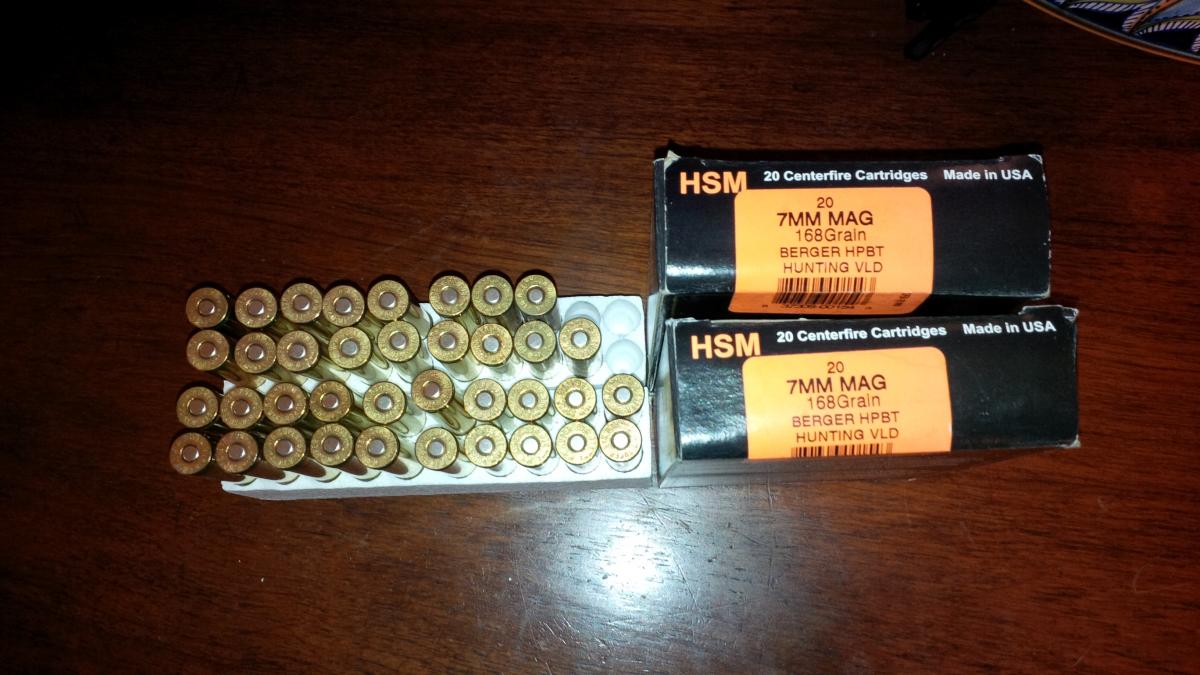 HSM 20 Centerfire Cartridges Made in USA
20
7MM MAG
168Grain
BERGER HPBT
HUNTING VLD
HSM 20 Centerfire Cartridges Made in USA
20
7MM MAG
168Grain
BERGER HPBT
HUNTING VLD